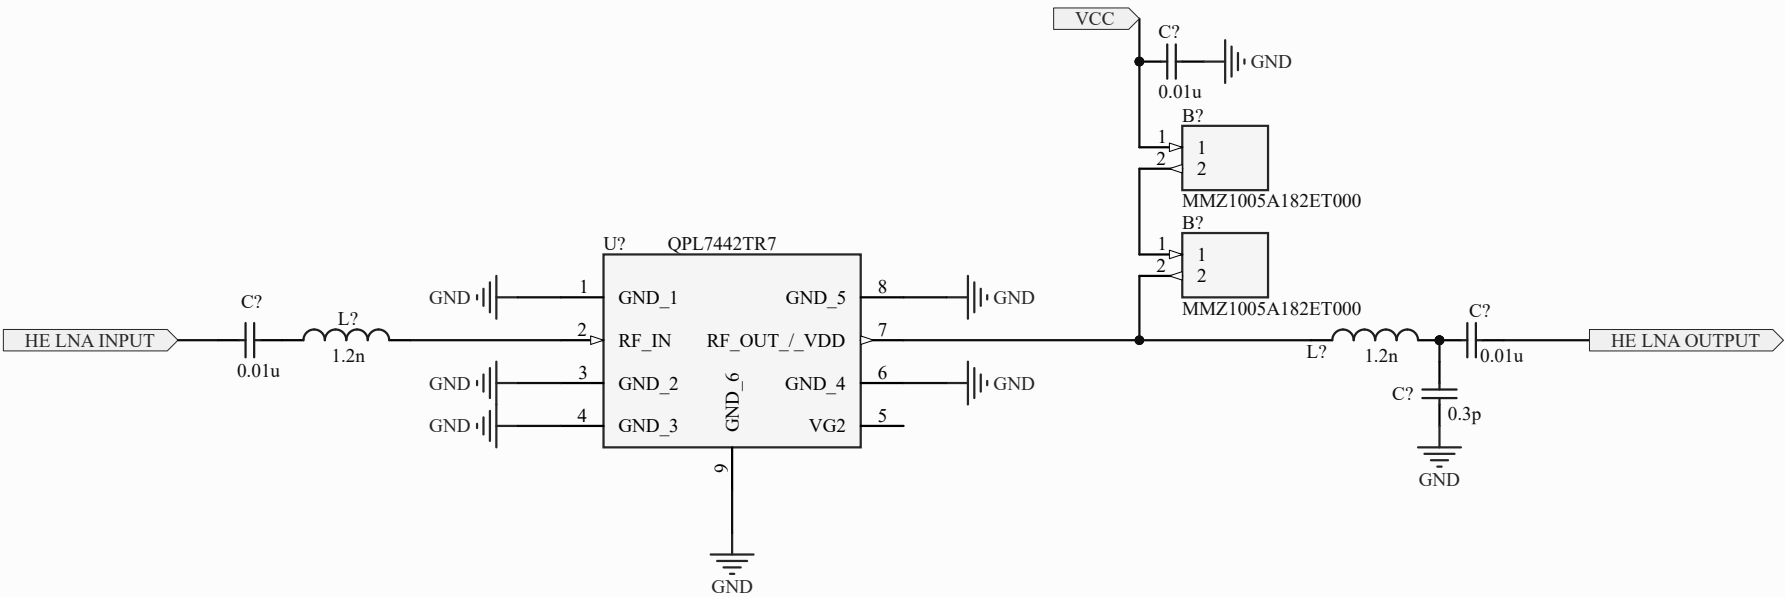 VCC
C?
GND
0.01u
B?
1
1
2
2
MMZ1005A182ET000
B?
1
1
2
2
MMZ1005A182ET000
U?
QPL7442TR7
GND
1
GND_1
GND_5
8
GND
HE LNA INPUT
C?
0.01u
L?
1.2n
2
RF_IN
RF_OUT_/_VDD
7
L?
1.2n
C?
0.01u
HE LNA OUTPUT
GND
3
GND_2
GND_4
6
GND
GND
4
GND_3
GND_6
VG2
5
C?
0.3p
GND
9
GND